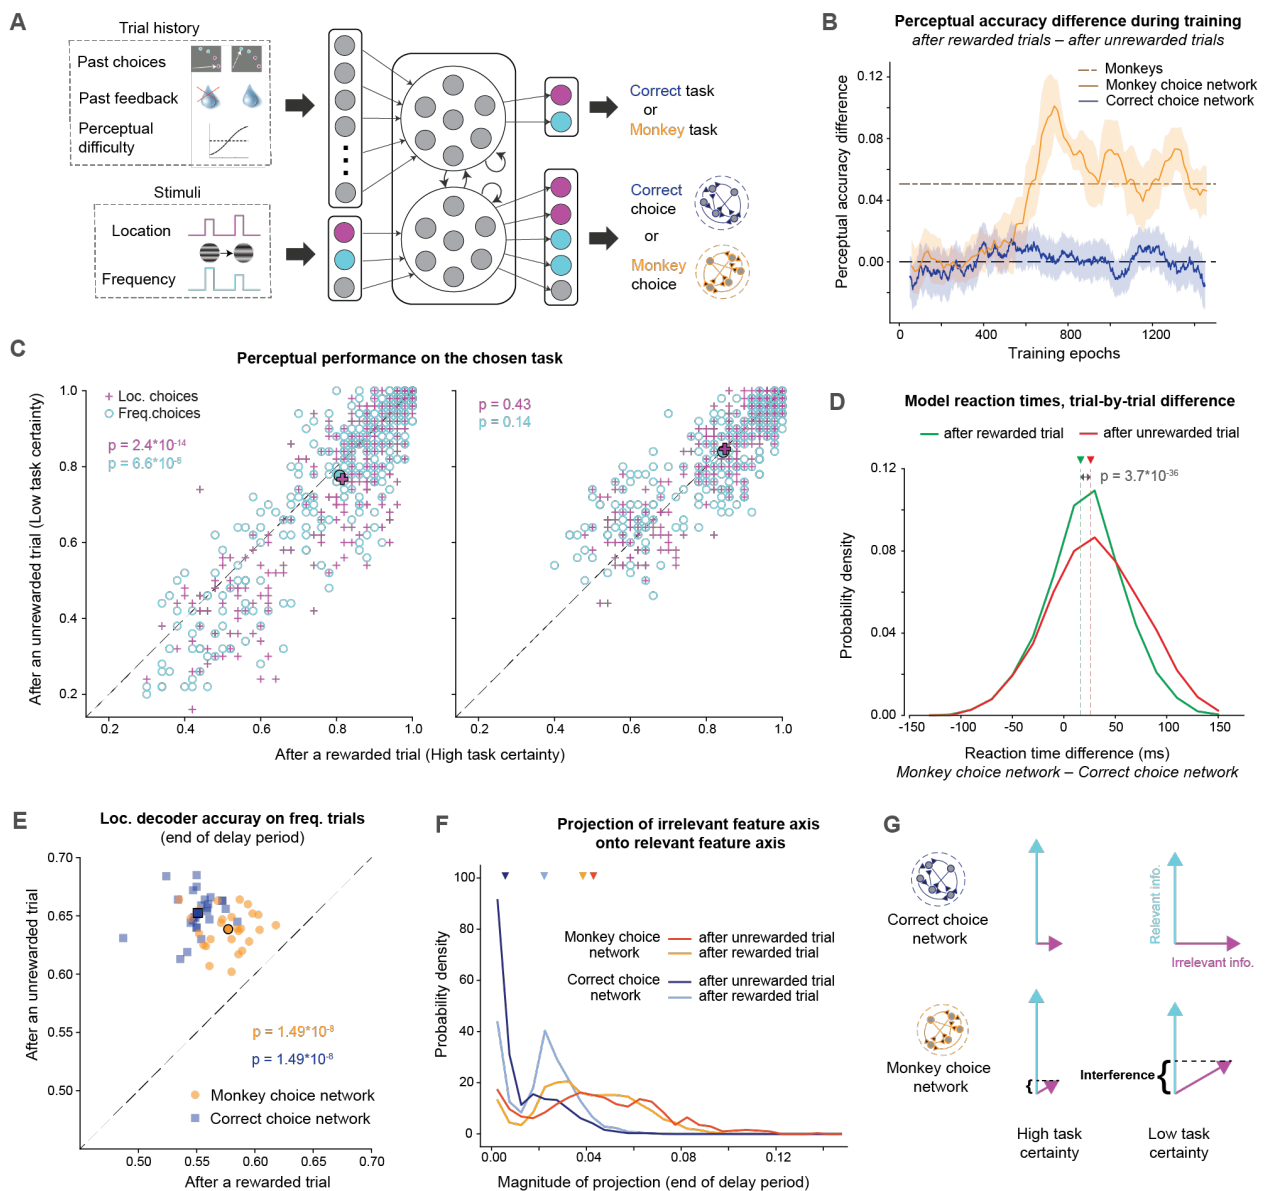 A
Trial history
Past choices
Past feedback
Perceptual
difficulty
Stimuli
Location
Frequency
Correct task
or
Monkey task
Correct
choice
or
Monkey
choice
B
Perceptual accuracy difference during training
after rewarded trials – after unrewarded trials
Monkeys
Monkey choice network
Correct choice network
Perceptual accuracy difference
0.12
0.08
0.04
0.00
0
400
800
1200
Training epochs
C
Perceptual performance on the chosen task
Loc. choices
Freq.choices
p = 2.4*10-14
p = 6.6*10-8
p = 0.43
p = 0.14
After an unrewarded trial (Low task certainty)
1.0
0.8
0.6
0.4
0.2
0.2
0.4
0.6
0.8
1.0
0.2
0.4
0.6
0.8
1.0
After a rewarded trial (High task certainty)
D
Model reaction times, trial-by-trial difference
after rewarded trial
after unrewarded trial
p = 3.7*10-36
Probability density
0.12
0.08
0.04
0.00
-150
-100
-50
0
50
100
150
Reaction time difference (ms)
Monkey choice network – Correct choice network
E
Loc. decoder accuray on freq. trials
(end of delay period)
After an unrewarded trial
0.70
0.65
0.60
0.55
0.50
p = 1.49*10-8
p = 1.49*10-8
Monkey choice network
Correct choice network
0.50
0.55
0.60
0.65
0.70
After a rewarded trial
F
Projection of irrelevant feature axis
onto relevant feature axis
Probability density
100
80
60
40
20
0
Monkey choice
network
after unrewarded trial
after rewarded trial
Correct choice
network
after unrewarded trial
after rewarded trial
0.00
0.04
0.08
0.12
Magnitude of projection (end of delay period)
G
Correct choice
network
Relevant info.
Irrelevant info.
Monkey choice
network
Interference
{
{
High task
certainty
Low task
certainty